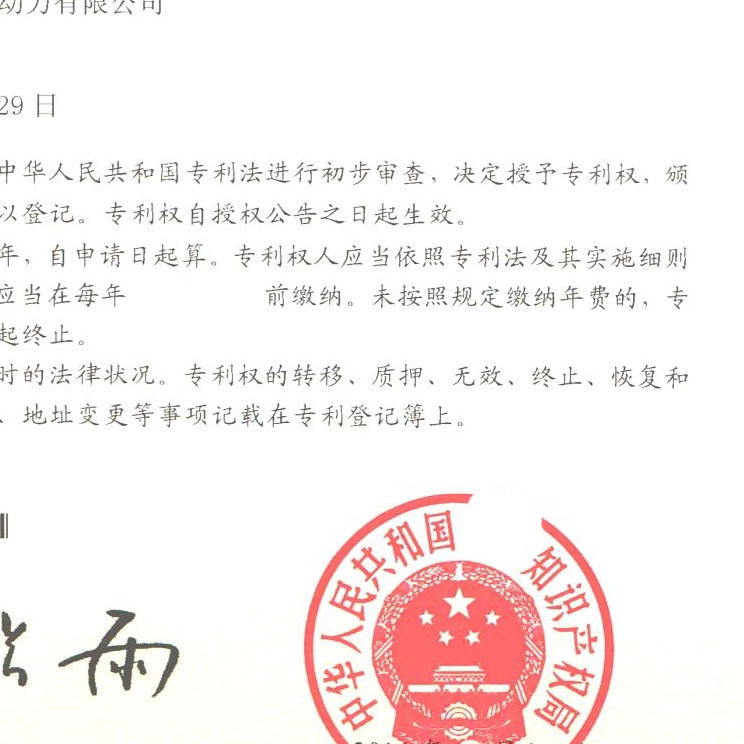 动力有限公司
29日
中华人民共和国专利法进行初步审查，决定授予专利权，颁
以登记。专利权自授权公告之日起生效。
年，自申请日起算。专利权人应当依照专利法及其实施细则
应当在每年 前缴纳。未按照规定缴纳年费的，专
起终止。
时的法律状况。专利权的转移、质押、无效、终止、恢复和
、地址变更等事项记载在专利登记簿上。
中华人民共和国 知识产权局
雨